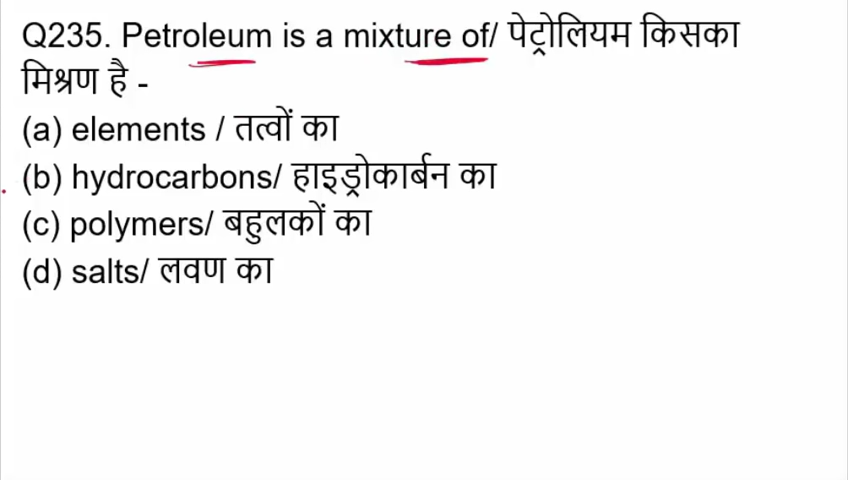 Q235. Petroleum is a mixture of/ पेट्रोलियम किसका
मिश्रण है -
(a) elements / तत्वों का
(b) hydrocarbons/ हाइड्रोकार्बन का
(c) polymers/ बहुलकों का
(d) salts/ लवण का